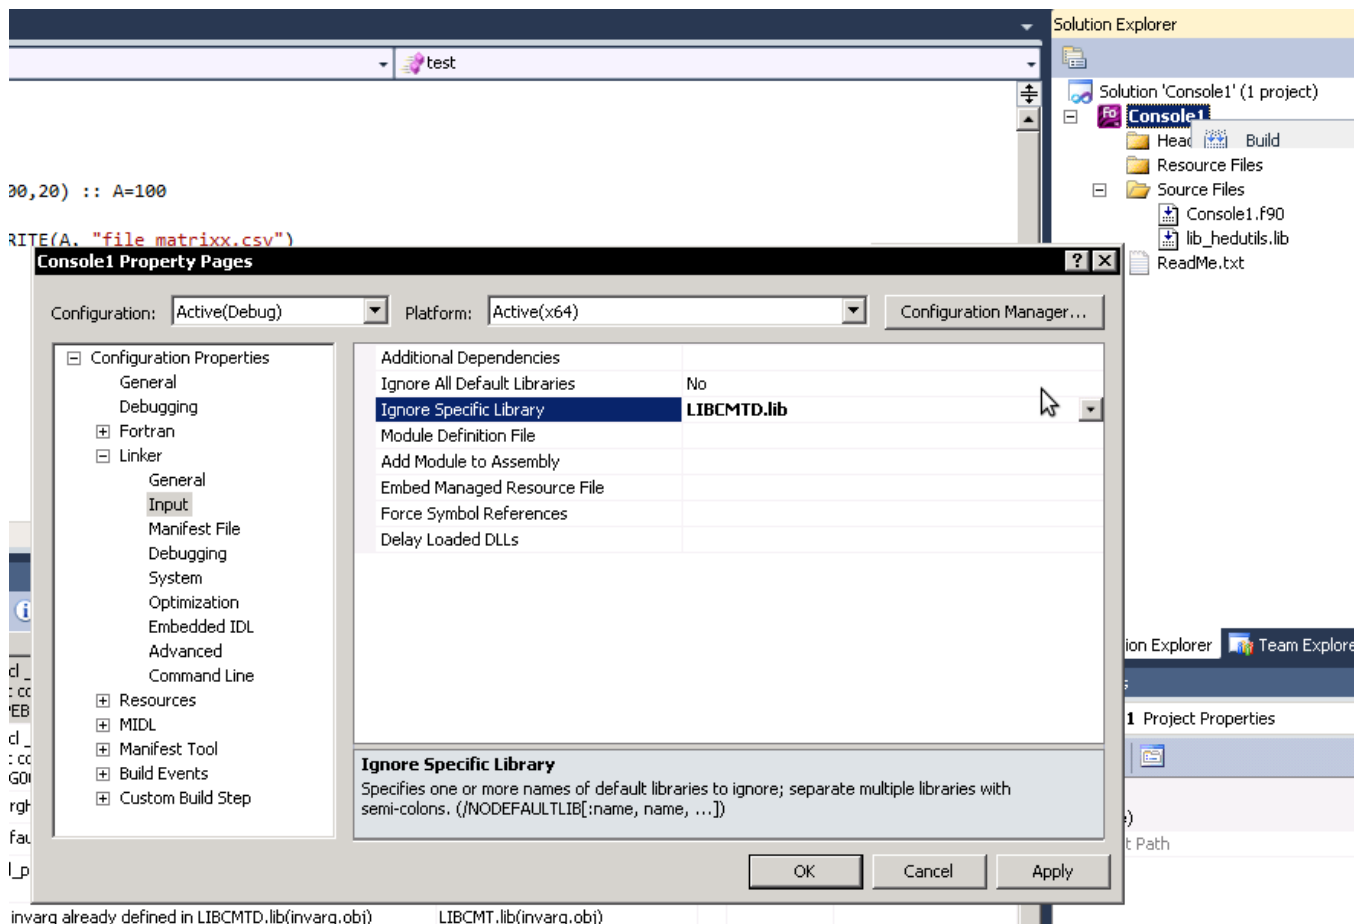 Solution Explorer
test
Solution 'Console1' (1 project)
Console1
Build
Resource Files
Source Files
Console1.f90
lib_hedutils.lib
ReadMe.txt
00,20) :: A=100
RITE(A, "file_matrixx.csv")
Console1 Property Pages
Configuration: Active(Debug) Platform: Active(x64) Configuration Manager...
Configuration Properties
General
Debugging
Fortran
Linker
General
Input
Manifest File
Debugging
System
Optimization
Embedded IDL
Advanced
Command Line
Resources
MIDL
Manifest Tool
Build Events
Custom Build Step
Additional Dependencies
Ignore All Default Libraries No
Ignore Specific Library LIBCMTD.lib
Module Definition File
Add Module to Assembly
Embed Managed Resource File
Force Symbol References
Delay Loaded DLLs
Ignore Specific Library
Specifies one or more names of default libraries to ignore; separate multiple libraries with
semi-colons. (/NODEFAULTLIB[:name, name, ...])
OK Cancel Apply
ion Explorer Team Explore
1 Project Properties
t Path
invarg already defined in LIBCMTD.lib(invarg.obj) LIBCMT.lib(invarg.obj)